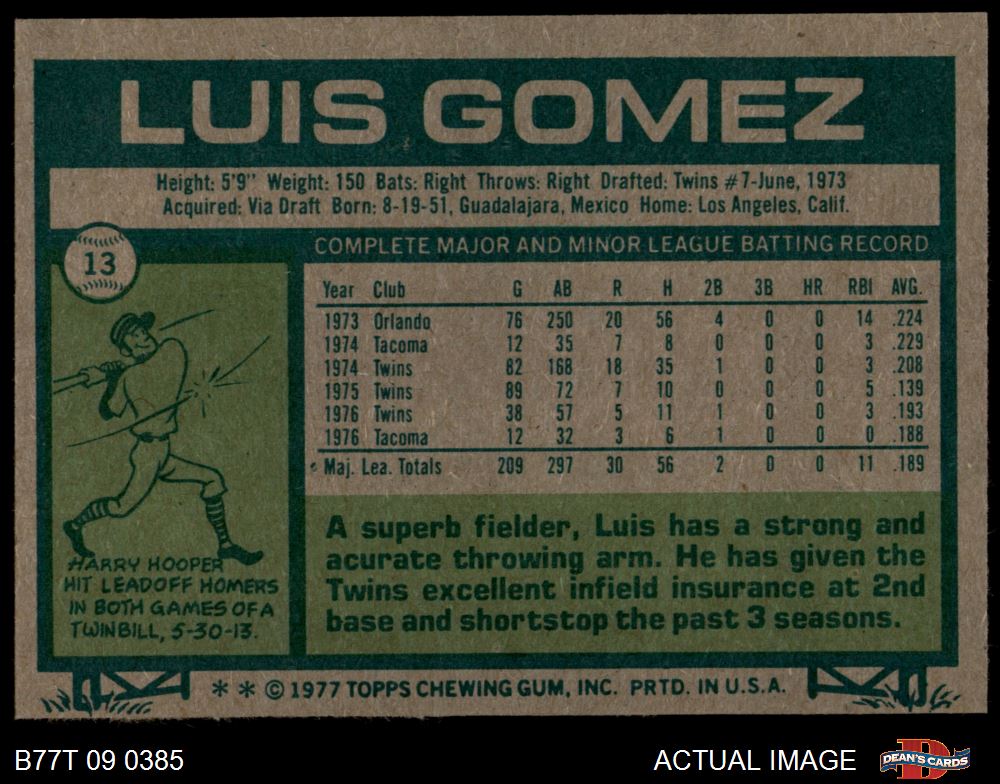 LUIS GOMEZ
Height: 5'9" Weight: 150 Bats: Right Throws: Right Drafted: Twins #7-June, 1973
Acquired: Via Draft Born: 8-19-51, Guadalajara, Mexico Home: Los Angeles, Calif.
13
COMPLETE MAJOR AND MINOR LEAGUE BATTING RECORD
Year Club G AB R H 2B 3B HR RBI AVG.
1973 Orlando 76 250 20 56 4 0 0 14 .224
1974 Tacoma 12 35 7 8 0 0 0 3 .229
1974 Twins 82 168 18 35 1 0 0 3 .208
1975 Twins 89 72 7 10 0 0 0 5 .139
1976 Twins 38 57 5 11 1 0 0 3 .193
1976 Tacoma 12 32 3 6 1 0 0 0 .188
Maj. Lea. Totals 209 297 30 56 2 0 0 11 .189
HARRY HOOPER
HIT LEADOFF HOMERS
IN BOTH GAMES OF A
TWINBILL, 5-30-13.
A superb fielder, Luis has a strong and
acurate throwing arm. He has given the
Twins excellent infield insurance at 2nd
base and shortstop the past 3 seasons.
* * © 1977 TOPPS CHEWING GUM, INC. PRTD. IN U.S.A.
B77T 09 0385
ACTUAL IMAGE
D
DEAN'S CARDS